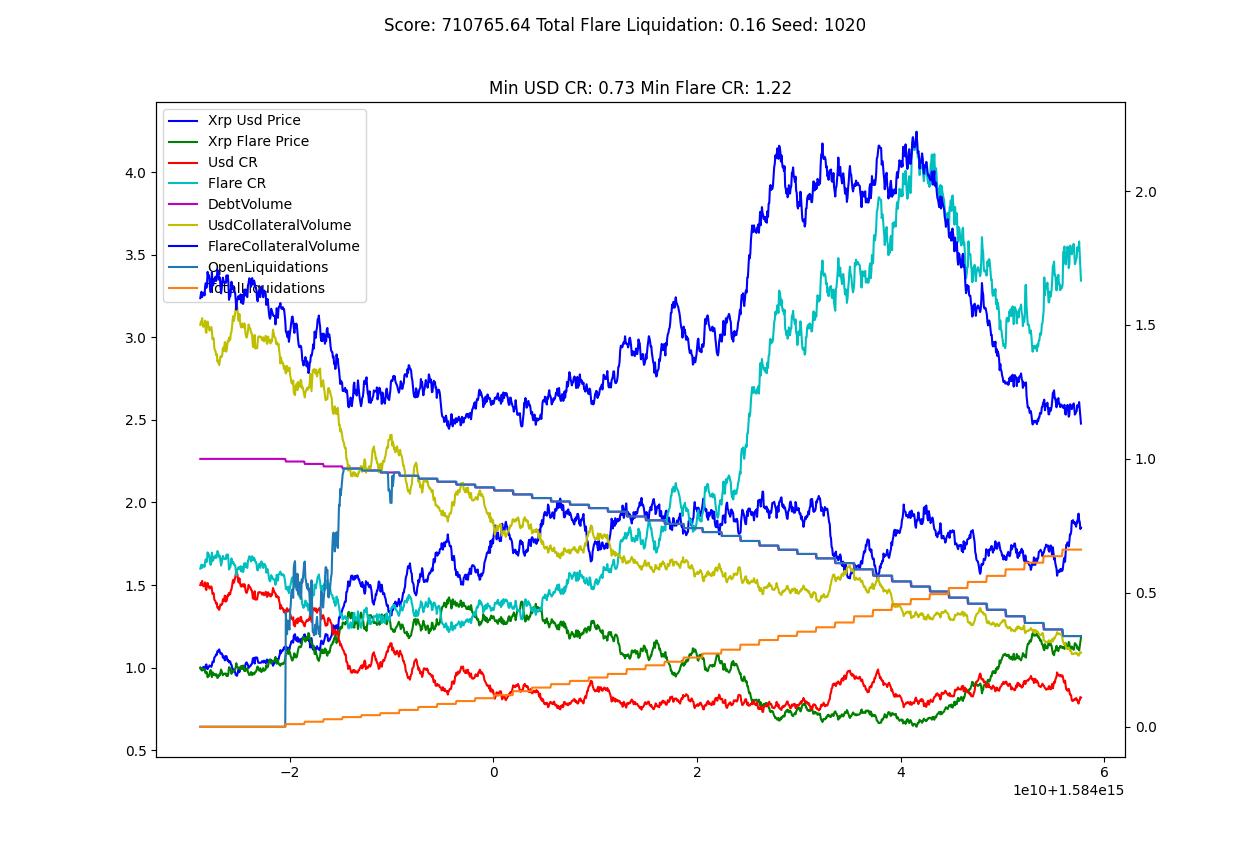 Score: 710765.64 Total Flare Liquidation: 0.16 Seed: 1020
Min USD CR: 0.73 Min Flare CR: 1.22
Xrp Usd Price
Xrp Flare Price
Usd CR
Flare CR
DebtVolume
UsdCollateralVolume
FlareCollateralVolume
OpenLiquidations
TotalLiquidations
4.0
3.5
3.0
2.5
2.0
1.5
1.0
0.5
2.0
1.5
1.0
0.5
0.0
−2 0 2 4 6
1e10+1.584e15